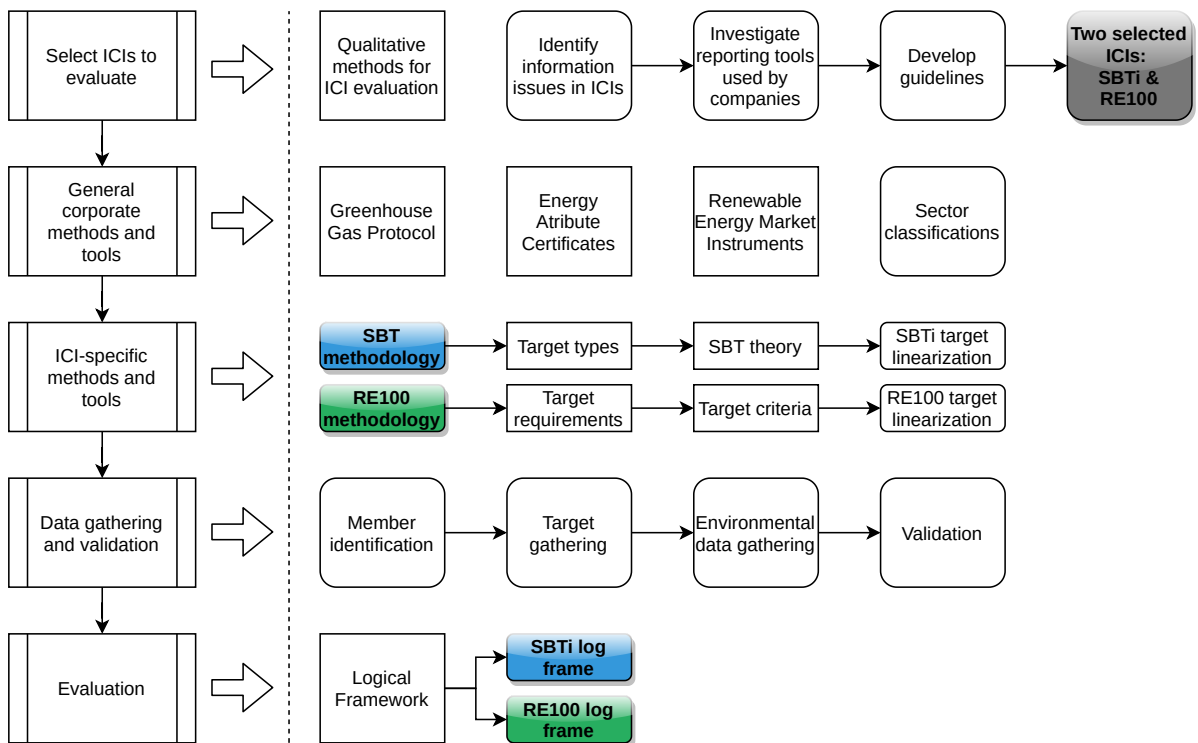 Select ICIs to
evaluate
Qualitative
methods for
ICI evaluation
Identify
information
issues in ICIs
Investigate
reporting tools
used by
companies
Develop
guidelines
Two selected
ICIs:
SBTi &
RE100
General
corporate
methods and
tools
Greenhouse
Gas Protocol
Energy
Atribute
Certificates
Renewable
Energy Market
Instruments
Sector
classifications
ICI-specific
methods and
tools
SBT
methodology
Target types
SBT theory
SBTi target
linearization
RE100
methodology
Target
requirements
Target criteria
RE100 target
linearization
Data gathering
and validation
Member
identification
Target
gathering
Environmental
data gathering
Validation
Evaluation
Logical
Framework
SBTi log
frame
RE100 log
frame